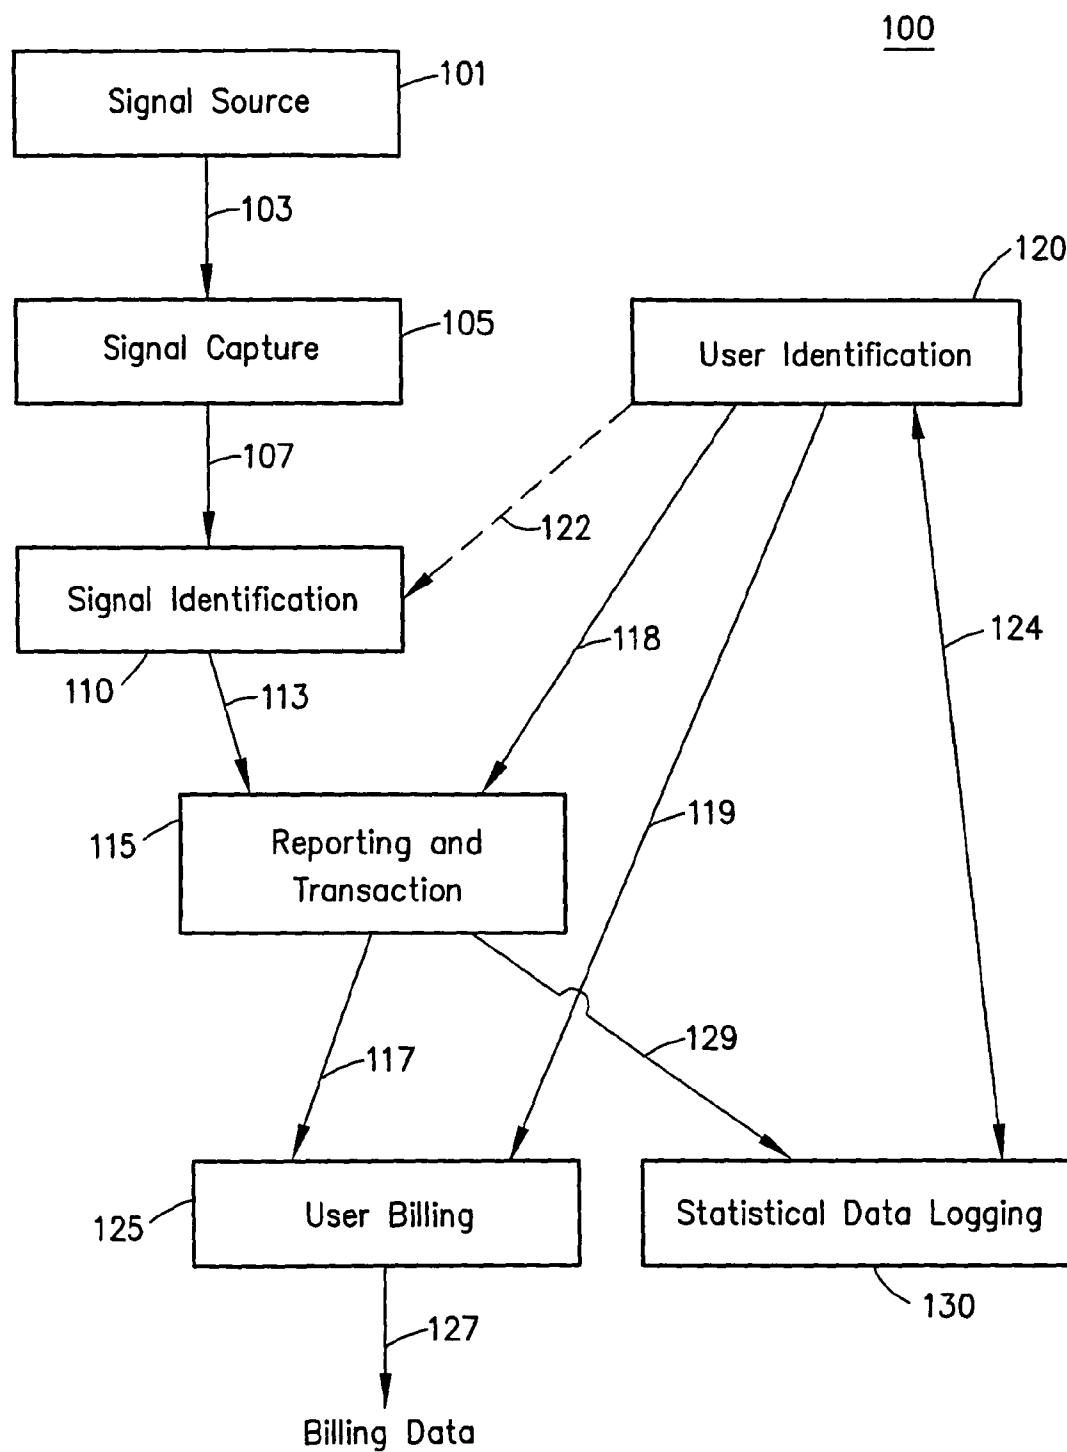 100
101
Signal Source
103
120
105
Signal Capture
User Identification
107
122
Signal Identification
118
124
110
113
119
115
Reporting and
Transaction
129
117
125
User Billing
Statistical Data Logging
130
127
Billing Data